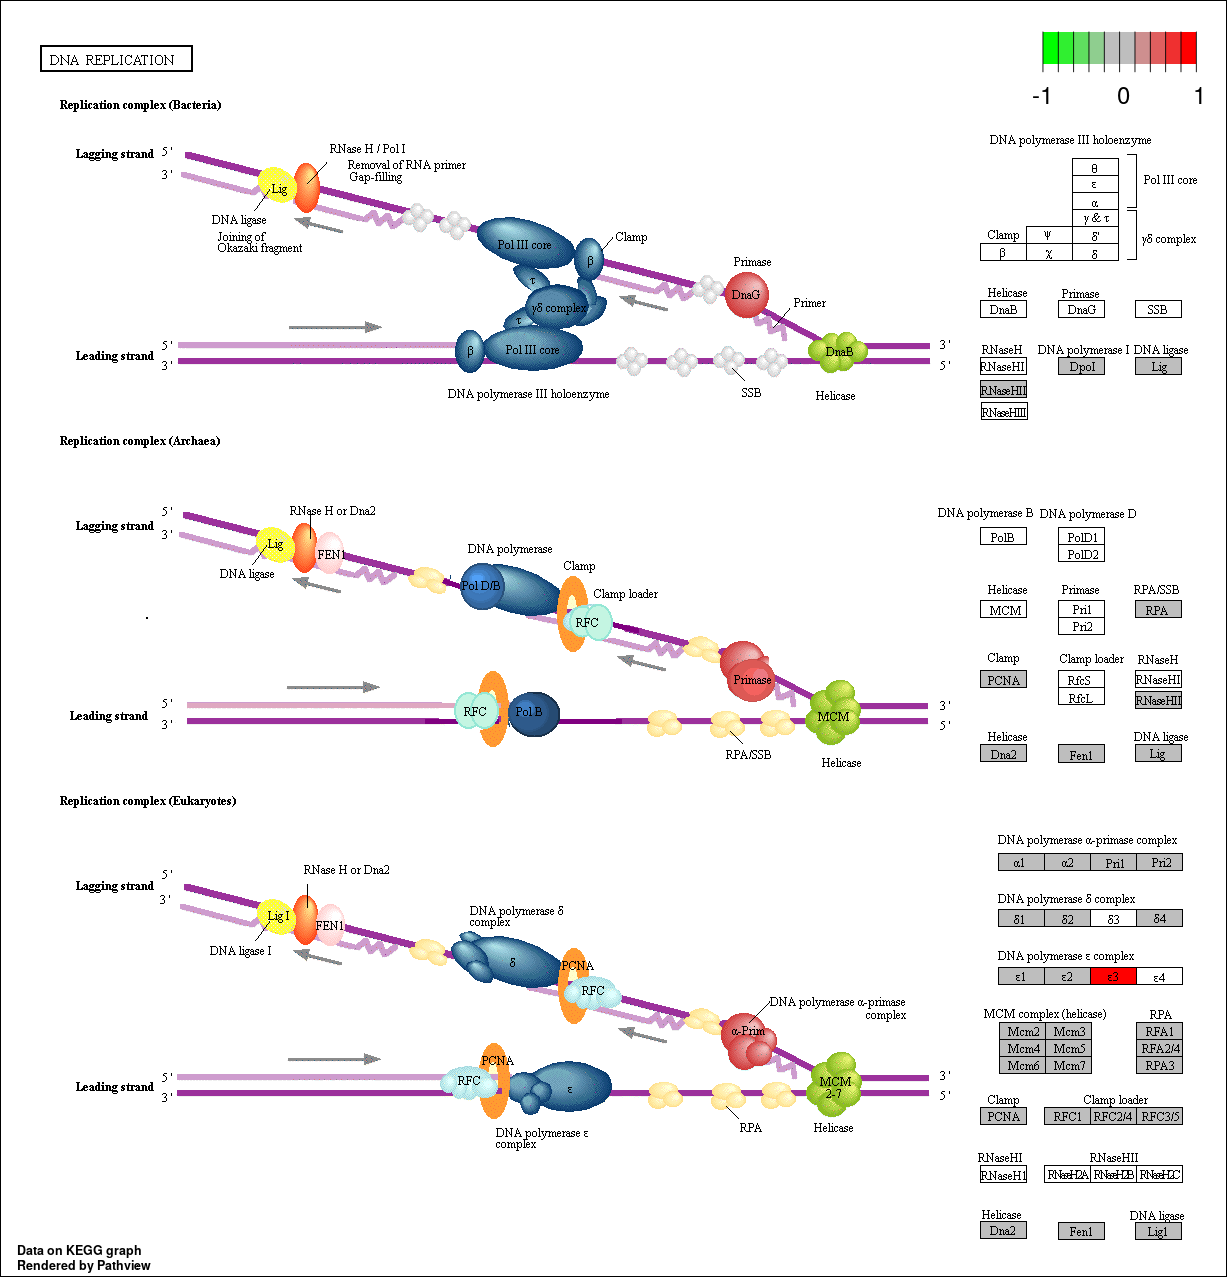 DNA REPLICATION
-1 0 1
Replication complex (Bacteria)
Lagging strand 5'
3'
RNase H / Pol I
Removal of RNA primer
Gap-filling
Lig
DNA ligase
Joining of
Okazaki fragment
Pol III core
Clamp
β
τ
γδ complex
τ
Primase
DnaG
Primer
Leading strand 5'
3'
β
Pol III core
DnaB
3'
5'
SSB
Helicase
DNA polymerase III holoenzyme
DNA polymerase III holoenzyme
θ
ε
α
Pol III core
γ & τ
Clamp ψ δ'
β χ δ
γδ complex
Helicase Primase
DnaB DnaG SSB
RNaseH DNA polymerase I DNA ligase
RNaseHI DpoI Lig
RNaseHII
RNaseHIII
Replication complex (Archaea)
Lagging strand 5'
3'
RNase H or Dna2
Lig
FEN1
DNA ligase
DNA polymerase
Pol D/B
Clamp
Clamp loader
RFC
Primase
Leading strand
RFC
Pol B
MCM
3'
5'
RPA/SSB
Helicase
DNA polymerase B DNA polymerase D
PolB PolD1
PolD2
Helicase Primase RPA/SSB
MCM Pri1 RPA
Pri2
Clamp Clamp loader RNaseH
PCNA RfcS RNaseHI
RfcL RNaseHII
Helicase DNA ligase
Dna2 Fen1 Lig
Replication complex (Eukaryotes)
Lagging strand 5'
3'
RNase H or Dna2
Lig I
FEN1
DNA ligase I
DNA polymerase δ
complex
δ
PCNA
RFC
DNA polymerase α-primase
complex
α-Prim
Leading strand 5'
3'
PCNA
RFC
ε
MCM
2-7
3'
5'
DNA polymerase ε
complex
RPA
Helicase
DNA polymerase α-primase complex
α1 α2 Pri1 Pri2
DNA polymerase δ complex
δ1 δ2 δ3 δ4
DNA polymerase ε complex
ε1 ε2 ε3 ε4
MCM complex (helicase) RPA
Mcm2 Mcm3 RFA1
Mcm4 Mcm5 RFA2/4
Mcm6 Mcm7 RPA3
Clamp Clamp loader
PCNA RFC1 RFC2/4 RFC3/5
RNaseHI RNaseHII
RNaseH1 RNaseH2A RNaseH2B RNaseH2C
Helicase DNA ligase
Dna2 Fen1 Lig1
Data on KEGG graph
Rendered by Pathview